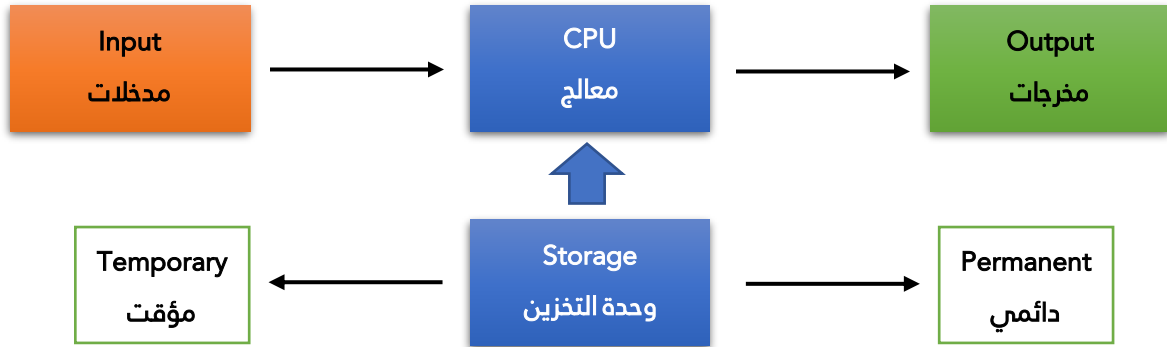 Input
مدخلات
CPU
معالج
Output
مخرجات
Temporary
مؤقت
Storage
وحدة التخزين
Permanent
دائمي